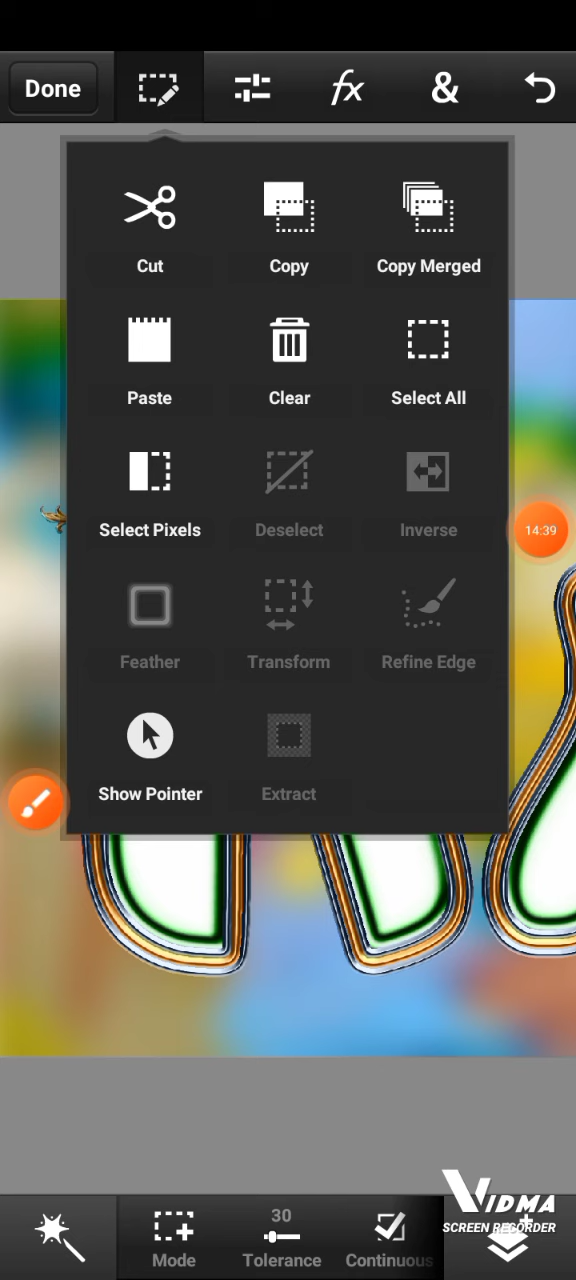 Done fx &
Cut Copy Copy Merged
Paste Clear Select All
Select Pixels Deselect Inverse
14:39
Feather Transform Refine Edge
Show Pointer Extract
VIDMA
SCREEN RECORDER
30
Mode Tolerance Continuous